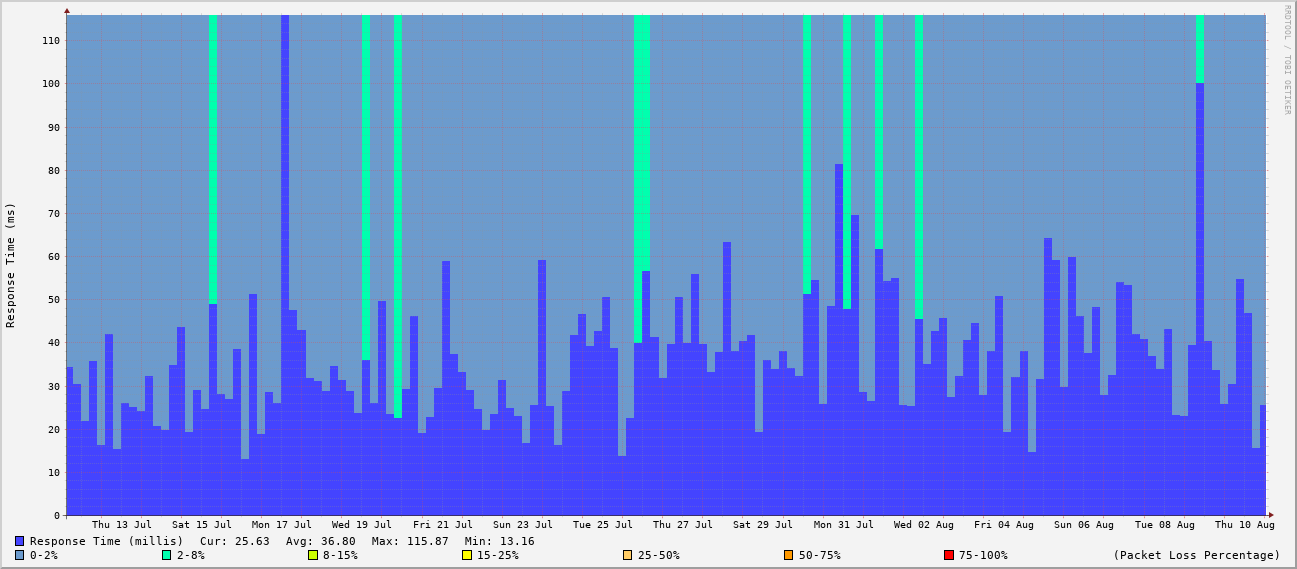 RRDTOOL / TOBI OETIKER
Response Time (ms)
110
100
90
80
70
60
50
40
30
20
10
0
Thu 13 Jul Sat 15 Jul Mon 17 Jul Wed 19 Jul Fri 21 Jul Sun 23 Jul Tue 25 Jul Thu 27 Jul Sat 29 Jul Mon 31 Jul Wed 02 Aug Fri 04 Aug Sun 06 Aug Tue 08 Aug Thu 10 Aug
Response Time (millis) Cur: 25.63 Avg: 36.80 Max: 115.87 Min: 13.16
0-2% 2-8% 8-15% 15-25% 25-50% 50-75% 75-100% (Packet Loss Percentage)